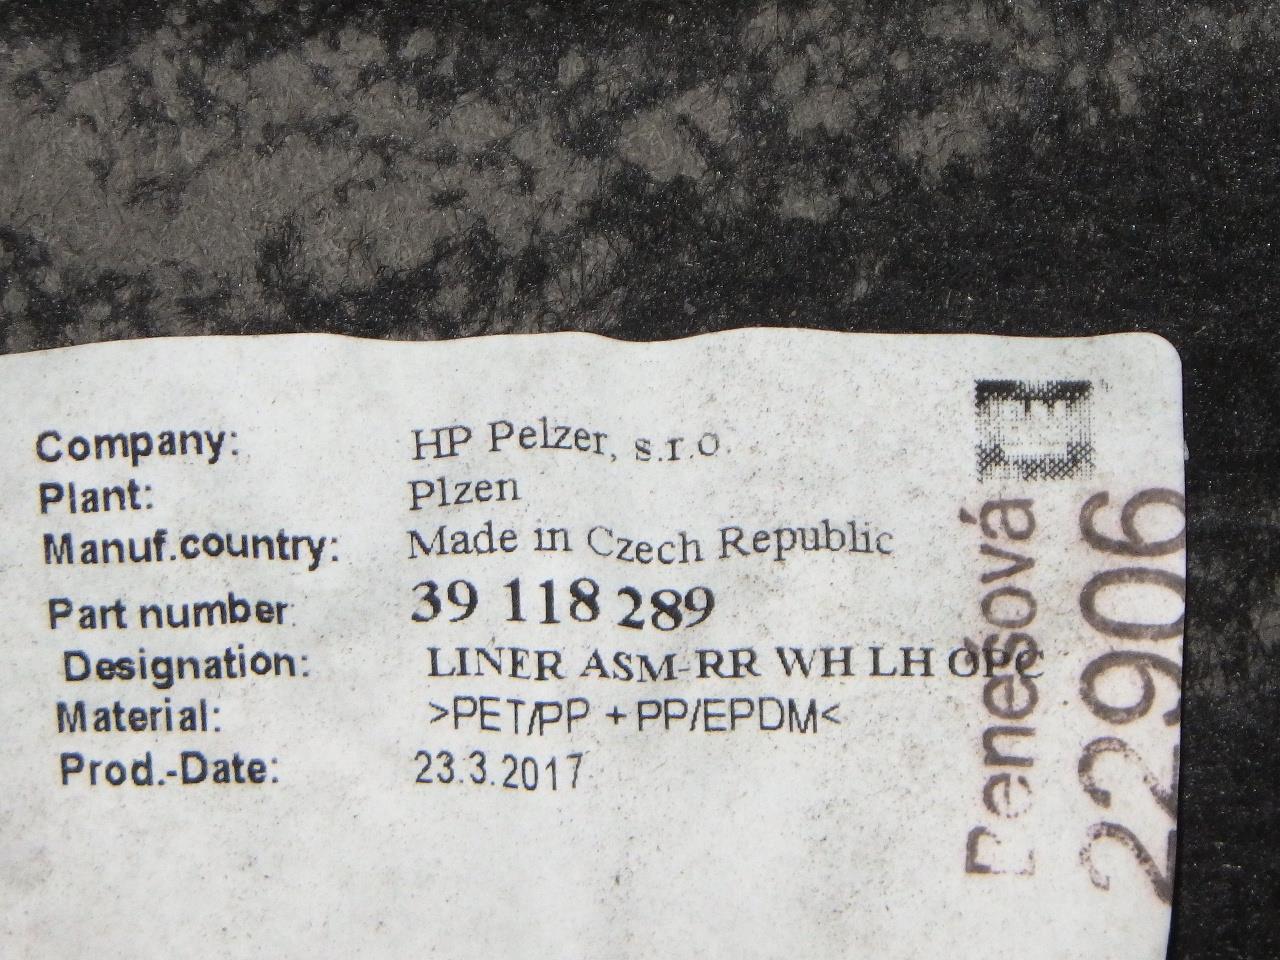 Company: HP Pelzer, s.r.o.
Plant: Plzen
Manuf.country: Made in Czech Republic
Part number: 39 118 289
Designation: LINER ASM-RR WH LH OPC
Material: >PET/PP + PP/EPDM<
Prod.-Date: 23.3.2017
Benešová
22906